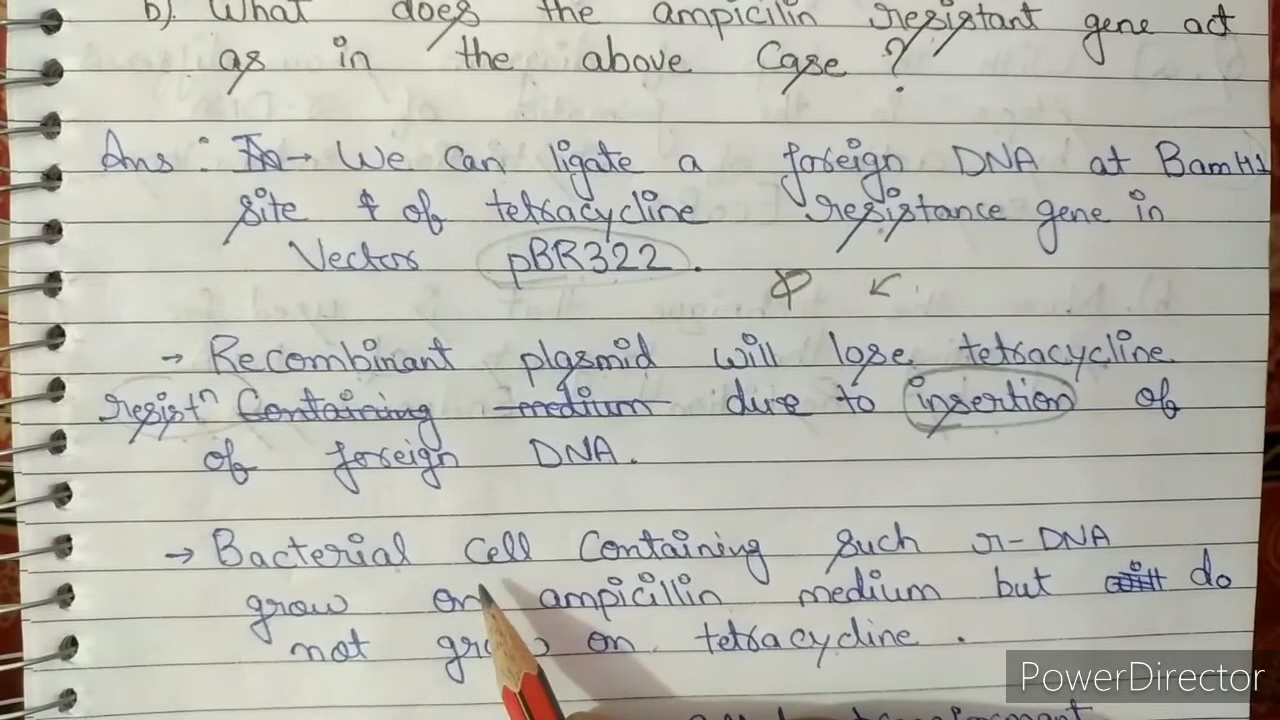 b). What does the ampicilin resistant gene act
as in the above Case ?
Ans : In → We can ligate a foreign DNA at BamH1
site & of tetracycline resistance gene in
Vector pBR322.
→ Recombinant plasmid will lose tetracycline
resistⁿ Containing medium due to insertion of
of foreign DNA.
→ Bacterial Cell Containing such r-DNA
grow on ampicillin medium but do
not grow on tetracycline .
PowerDirector